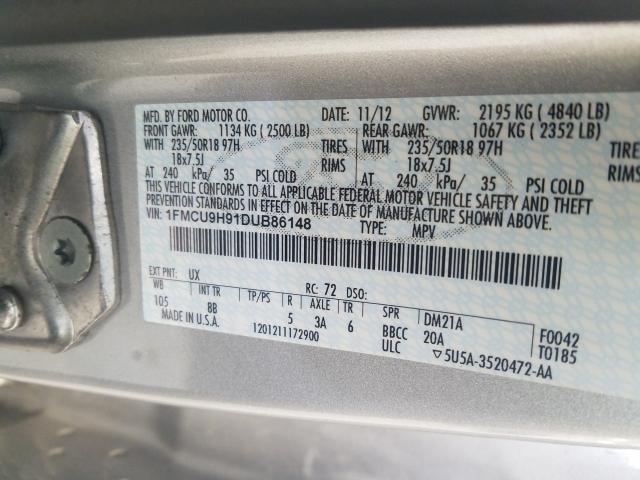 MFD. BY FORD MOTOR CO. DATE: 11/12 GVWR: 2195 KG ( 4840 LB)
FRONT GAWR: 1134 KG ( 2500 LB) REAR GAWR: 1067 KG ( 2352 LB)
WITH 235/50R18 97H TIRES WITH 235/50R18 97H TIRES
18x7.5J RIMS 18x7.5J RIMS
AT 240 kPa/ 35 PSI COLD AT 240 kPa/ 35 PSI COLD
THIS VEHICLE CONFORMS TO ALL APPLICABLE FEDERAL MOTOR VEHICLE SAFETY AND THEFT
PREVENTION STANDARDS IN EFFECT ON THE DATE OF MANUFACTURE SHOWN ABOVE.
VIN: 1FMCU9H91DUB86148 TYPE: MPV
EXT PNT: UX RC: 72 DSO:
WB INT TR TP/PS R AXLE TR SPR DM21A F0042
105 8B 5 3A 6 BBCC 20A T0185
MADE IN U.S.A. 1201211172900 ULC ▽5U5A-3520472-AA